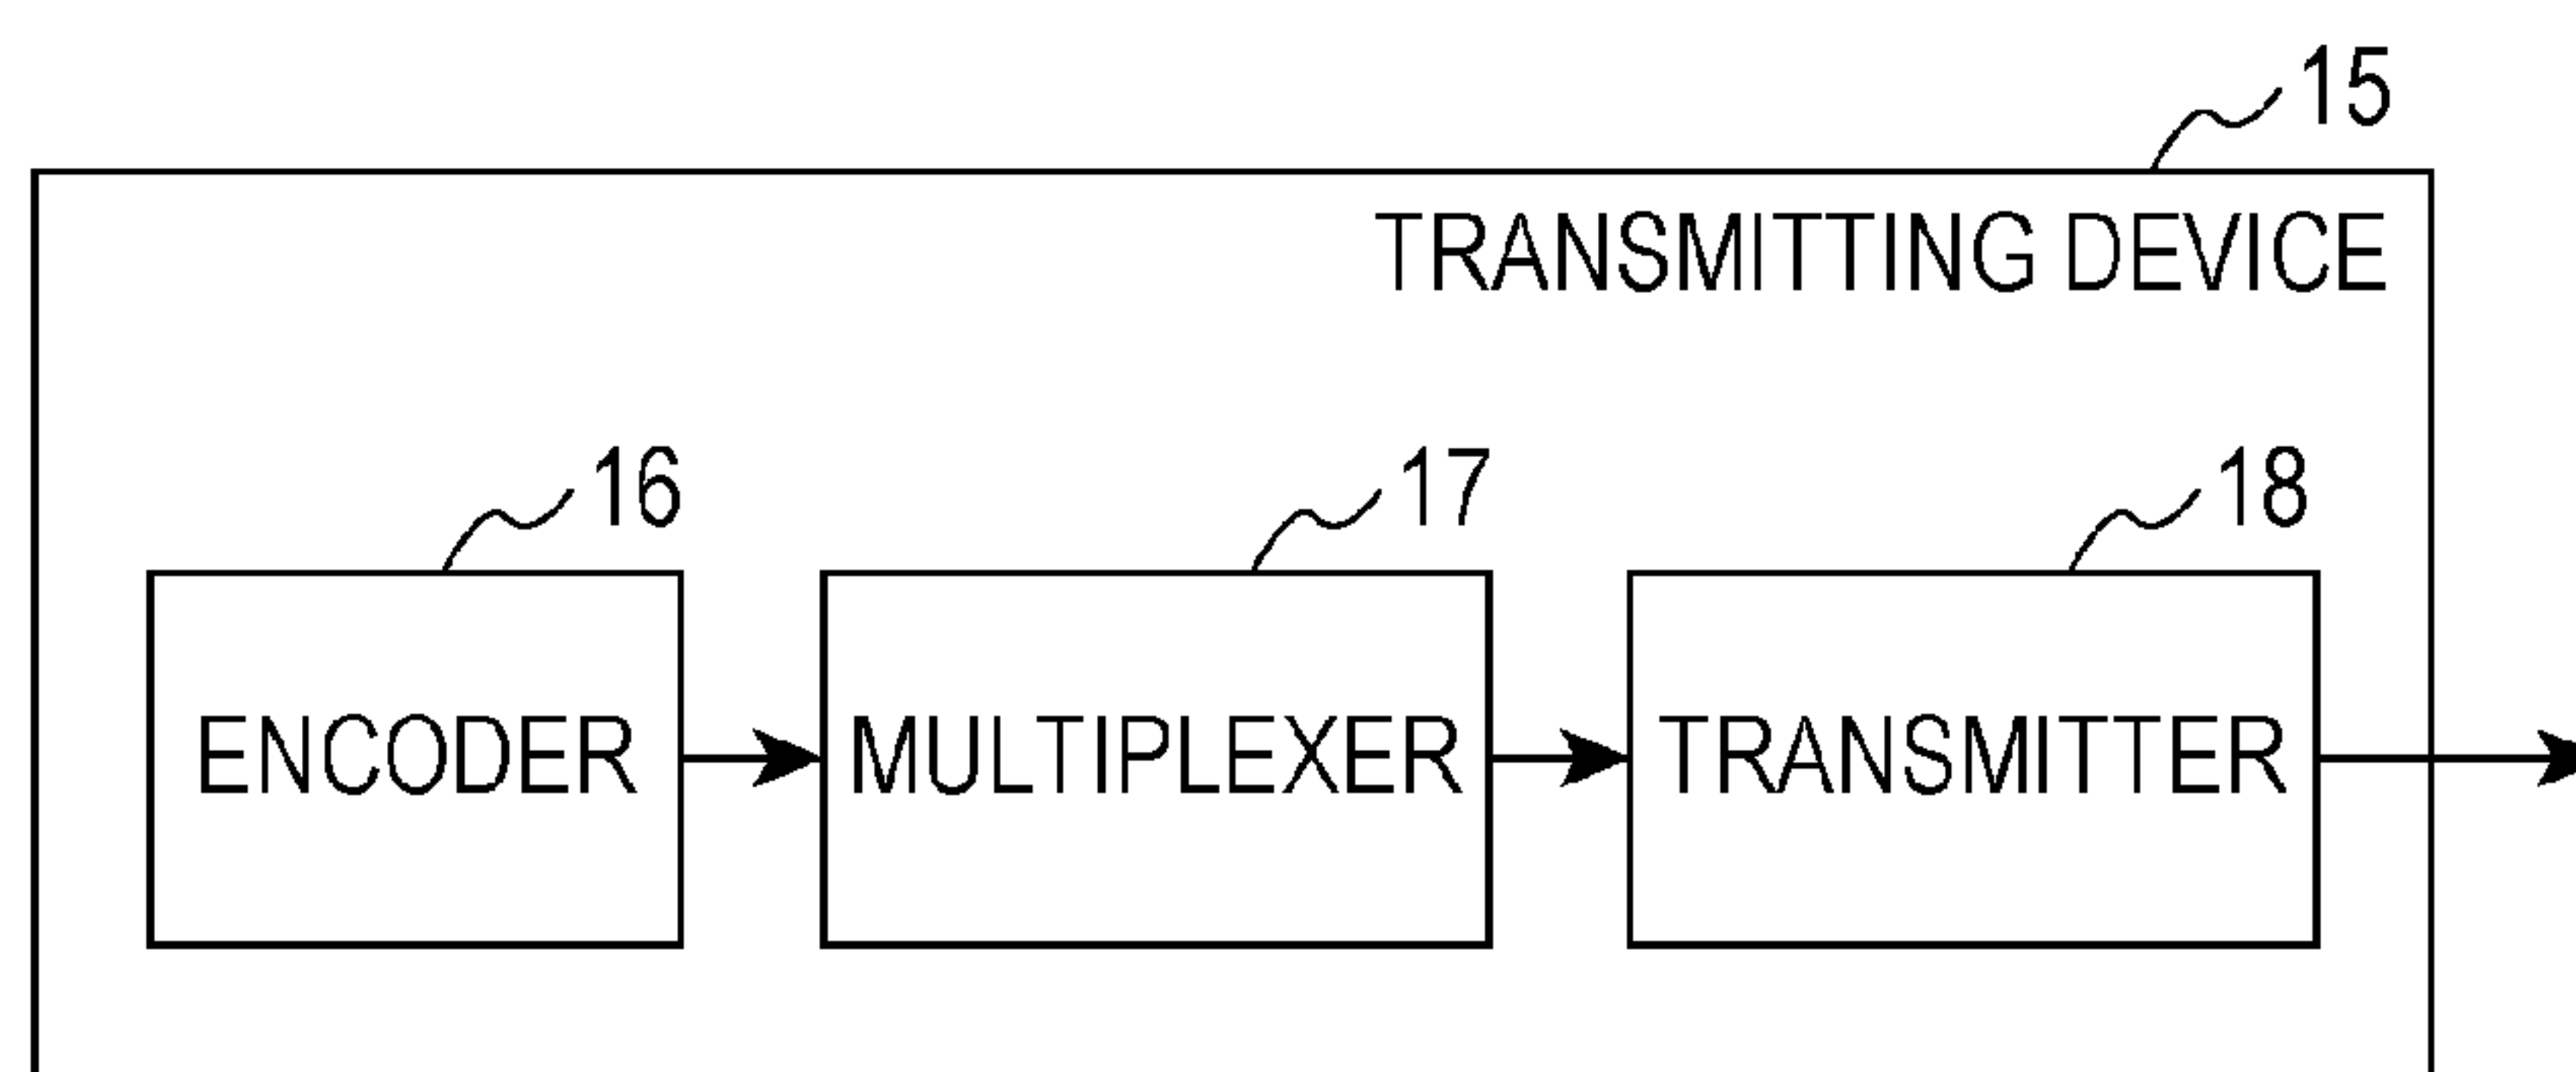 15
TRANSMITTING DEVICE
16
17
18
ENCODER
MULTIPLEXER
TRANSMITTER